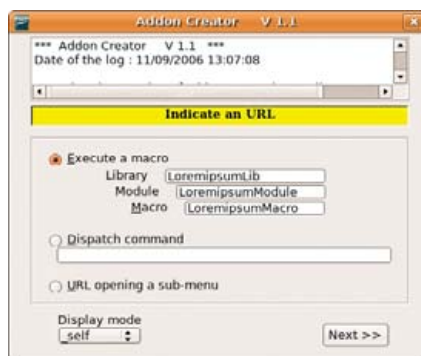 Addon Creator V 1.1
*** Addon Creator V 1.1 ***
Date of the log : 11/09/2006 13:07:08
Indicate an URL
Execute a macro
Library LoremipsumLib
Module LoremipsumModule
Macro LoremipsumMacro
Dispatch command
URL opening a sub-menu
Display mode
_self
Next >>